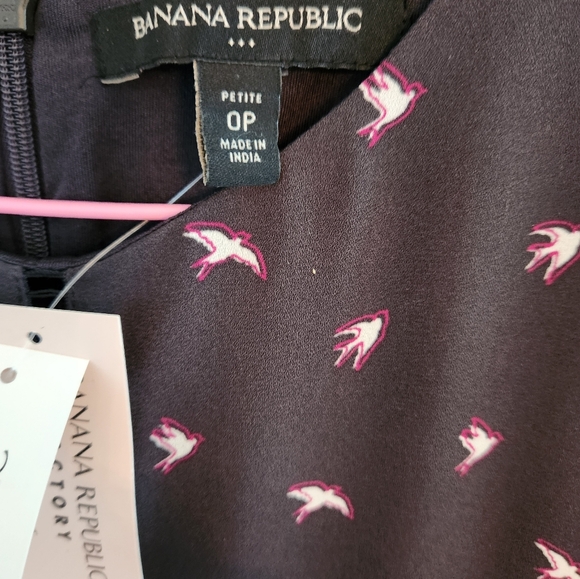 BANANA REPUBLIC
PETITE
0P
MADE IN
INDIA
BANANA REPUBLIC
FACTORY